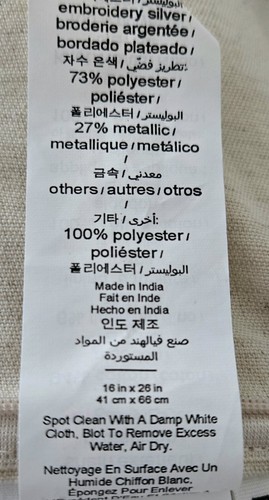 embroidery silver /
broderie argentée /
bordado plateado /
자수 은색 / تطريز فضّي:
73% polyester /
poliéster /
폴리에스터 / البوليستر
27% metallic /
metallique / metálico
/
금속 / معدني
others / autres / otros
/
기타 / أخرى:
100% polyester /
poliéster /
폴리에스터 / البوليستر
Made in India
Fait en Inde
Hecho en India
인도 제조
صنع فيالهند من المواد
المستوردة
16 in x 26 in
41 cm x 66 cm
Spot Clean With A Damp White
Cloth, Blot To Remove Excess
Water, Air Dry.
Nettoyage En Surface Avec Un
Humide Chiffon Blanc,
Épongez Pour Enlever